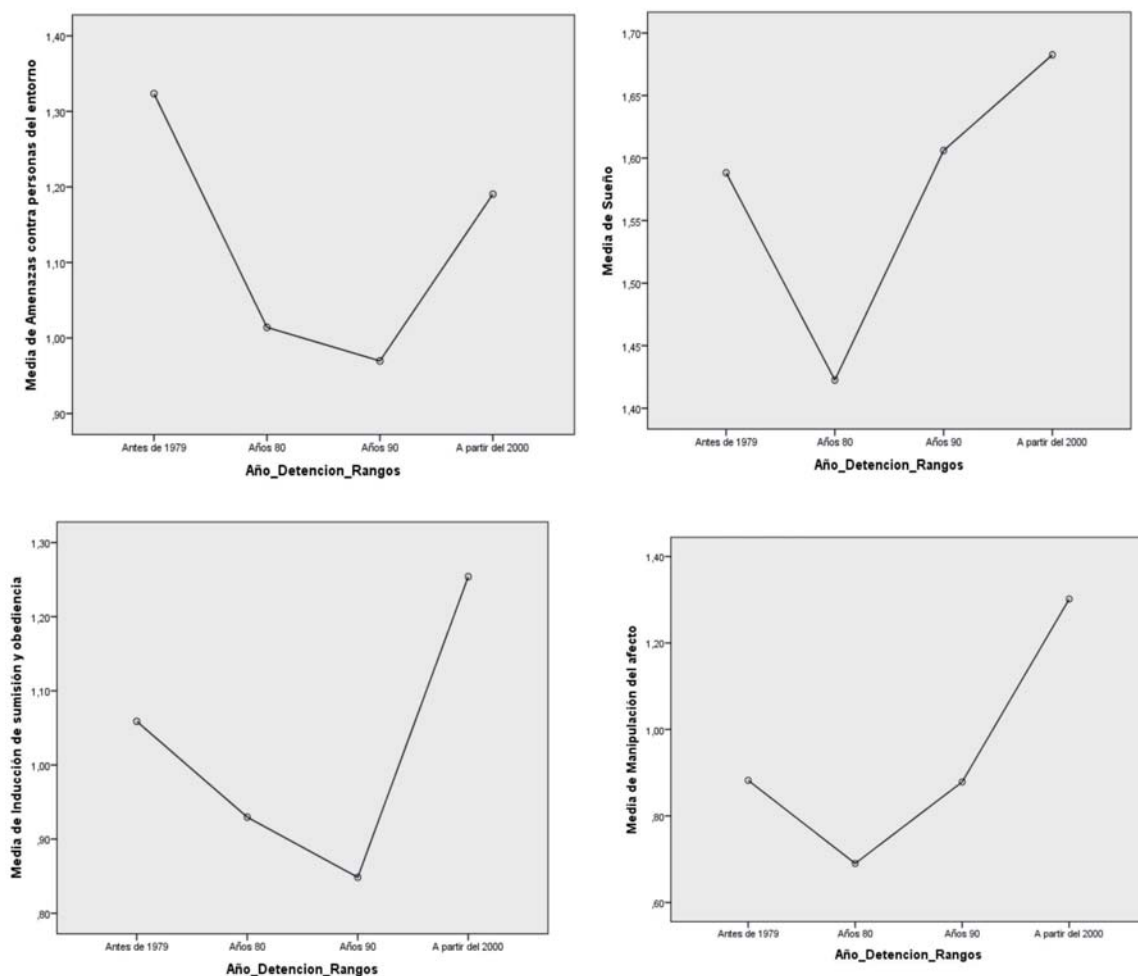 Media de Amenazas contra personas del entorno
1,40
1,30
1,20
1,10
1,00
,90
Antes de 1979
Años 80
Años 90
A partir del 2000
Año_Detencion_Rangos
Media de Sueño
1,70
1,65
1,60
1,55
1,50
1,45
1,40
Antes de 1979
Años 80
Años 90
A partir del 2000
Año_Detencion_Rangos
Media de Inducción de sumisión y obediencia
1,30
1,20
1,10
1,00
,90
,80
Antes de 1979
Años 80
Años 90
A partir del 2000
Año_Detencion_Rangos
Media de Manipulación del afecto
1,40
1,20
1,00
,80
,60
Antes de 1979
Años 80
Años 90
A partir del 2000
Año_Detencion_Rangos